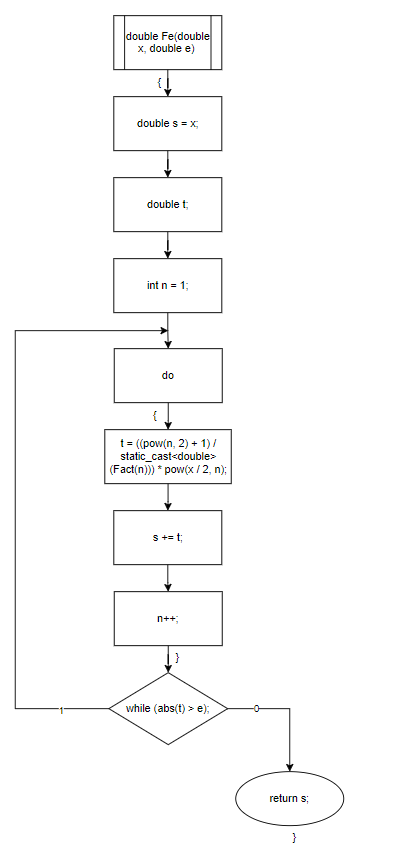 double Fe(double
x, double e)
{
double s = x;
double t;
int n = 1;
do
{
t = ((pow(n, 2) + 1) /
static_cast<double>
(Fact(n))) * pow(x / 2, n);
s += t;
n++;
}
while (abs(t) > e);
1
0
return s;
}